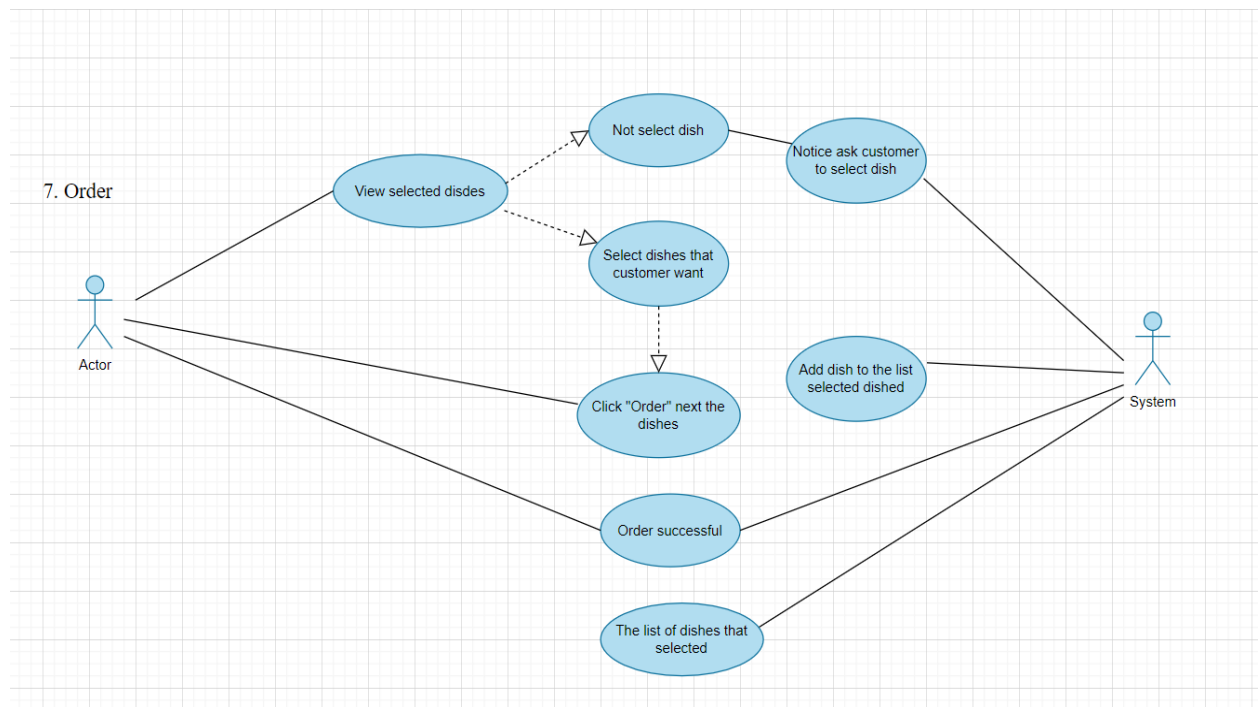 Not select dish
Notice ask customer
to select dish
7. Order
View selected disdes
Select dishes that
customer want
Actor
Add dish to the list
selected dished
System
Click "Order" next the
dishes
Order successful
The list of dishes that
selected